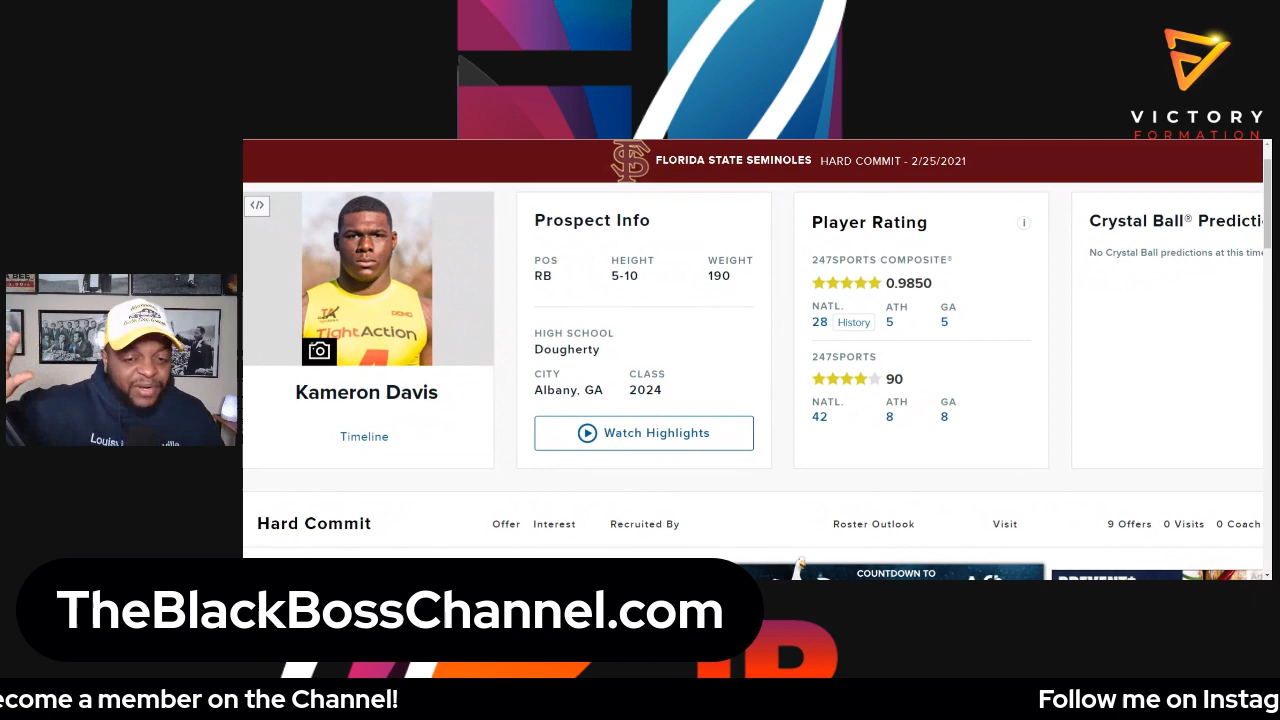 VICTORY
FORMATION
FLORIDA STATE SEMINOLES HARD COMMIT - 2/25/2021
</>
TightAction
Kameron Davis
Timeline
Prospect Info
POS HEIGHT WEIGHT
RB 5-10 190
HIGH SCHOOL
Dougherty
CITY CLASS
Albany, GA 2024
Watch Highlights
Player Rating
i
247SPORTS COMPOSITE®
0.9850
NATL. ATH GA
28 History 5 5
247SPORTS
90
NATL. ATH GA
42 8 8
Crystal Ball® Predicti
No Crystal Ball predictions at this time
Hard Commit Offer Interest Recruited By Roster Outlook Visit 9 Offers 0 Visits 0 Coach
COUNTDOWN TO
TheBlackBossChannel.com
ecome a member on the Channel! Follow me on Instag